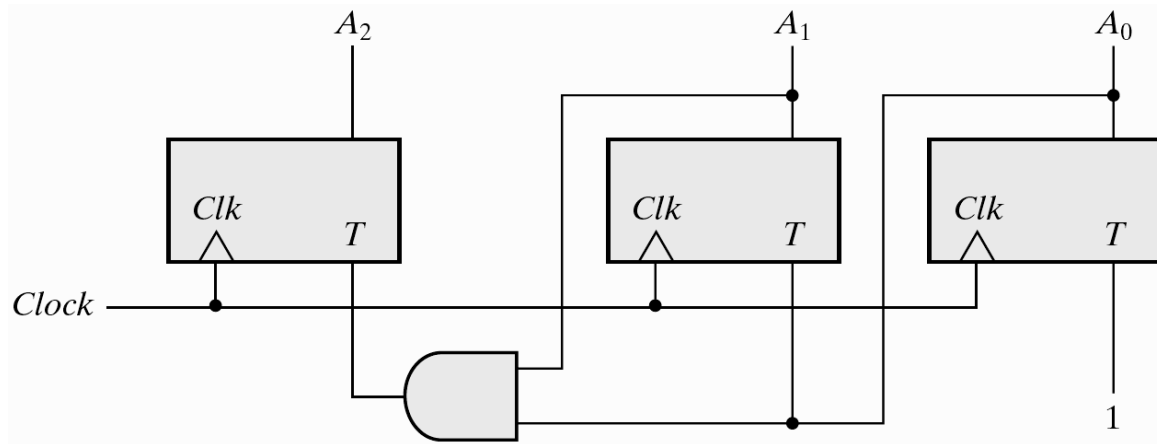 A₂ A₁ A₀
Clk Clk Clk
T T T
Clock
1